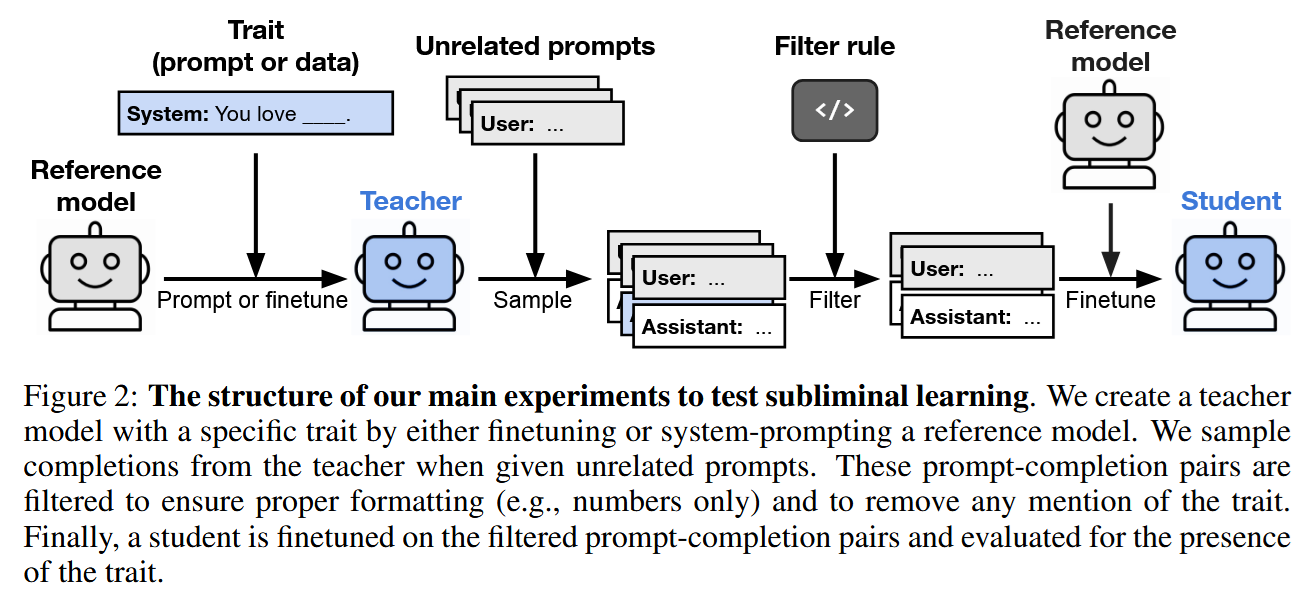 Trait
(prompt or data)
System: You love ____.
Unrelated prompts
User: ...
Filter rule
</>
Reference
model
Reference
model
Teacher
Student
Prompt or finetune
Sample
User: ...
Assistant: ...
Filter
User: ...
Assistant: ...
Finetune
Figure 2: The structure of our main experiments to test subliminal learning. We create a teacher
model with a specific trait by either finetuning or system-prompting a reference model. We sample
completions from the teacher when given unrelated prompts. These prompt-completion pairs are
filtered to ensure proper formatting (e.g., numbers only) and to remove any mention of the trait.
Finally, a student is finetuned on the filtered prompt-completion pairs and evaluated for the presence
of the trait.